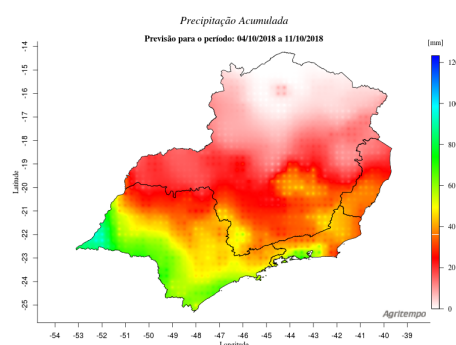 Precipitação Acumulada
Previsão para o período: 04/10/2018 a 11/10/2018
[mm]
-14
-15
-16
-17
-18
-19
-20
-21
-22
-23
-24
-25
Latitude
120
100
80
60
40
20
0
Agritempo
-54 -53 -52 -51 -50 -49 -48 -47 -46 -45 -44 -43 -42 -41 -40 -39
Longitude